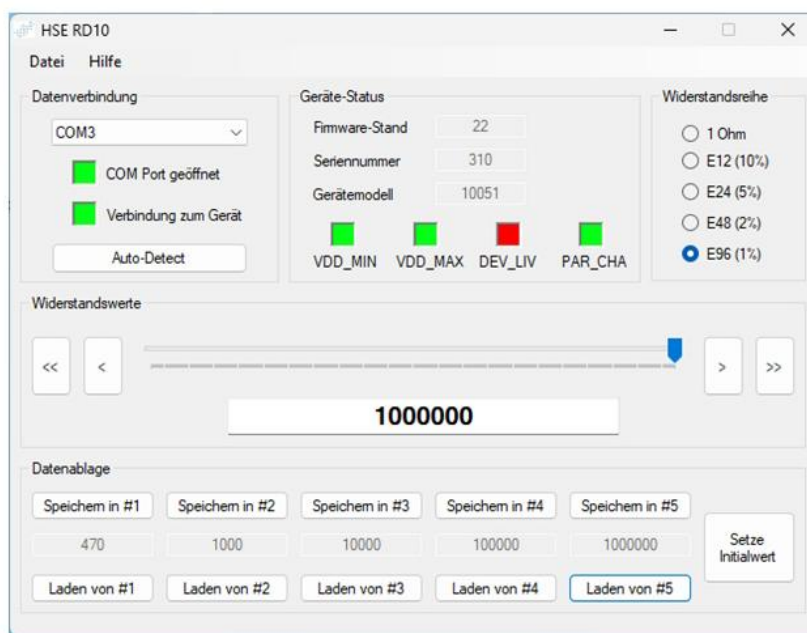 HSE RD10
Datei Hilfe
Datenverbindung
COM3
COM Port geöffnet
Verbindung zum Gerät
Auto-Detect
Geräte-Status
Firmware-Stand 22
Seriennummer 310
Gerätemodell 10051
VDD_MIN VDD_MAX DEV_LIV PAR_CHA
Widerstandsreihe
1 Ohm
E12 (10%)
E24 (5%)
E48 (2%)
E96 (1%)
Widerstandswerte
<< < > >>
1000000
Datenablage
Speichern in #1 Speichern in #2 Speichern in #3 Speichern in #4 Speichern in #5
470 1000 10000 100000 1000000
Laden von #1 Laden von #2 Laden von #3 Laden von #4 Laden von #5
Setze
Initialwert